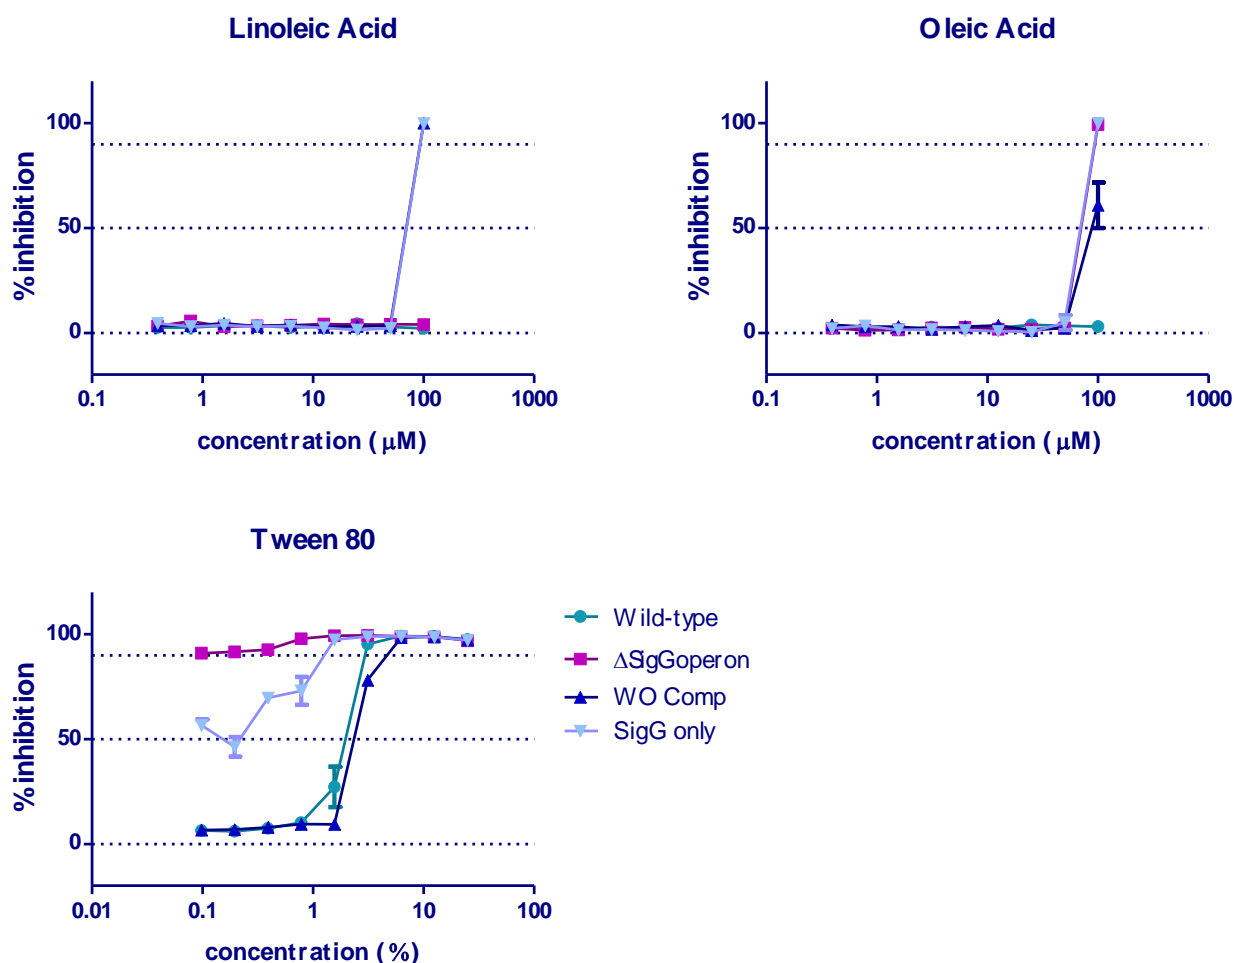 Linoleic Acid
100
50
0
0.1 1 10 100 1000
% inhibition
concentration (µM)
Oleic Acid
100
50
0
0.1 1 10 100 1000
% inhibition
concentration (µM)
Tween 80
100
50
0
0.01 0.1 1 10 100
% inhibition
concentration (%)
Wild-type
ΔSigGoperon
WO Comp
SigG only